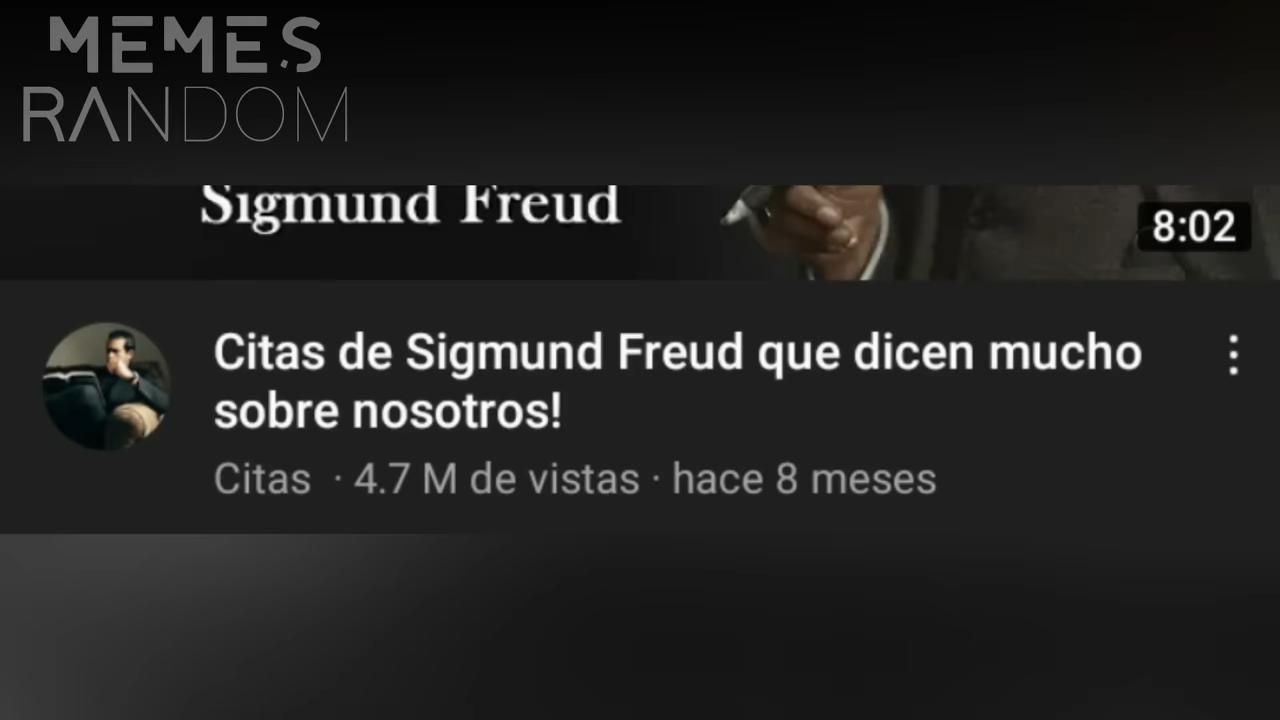 MEMES
RANDOM
Sigmund Freud
8:02
Citas de Sigmund Freud que dicen mucho
sobre nosotros!
Citas · 4.7 M de vistas · hace 8 meses